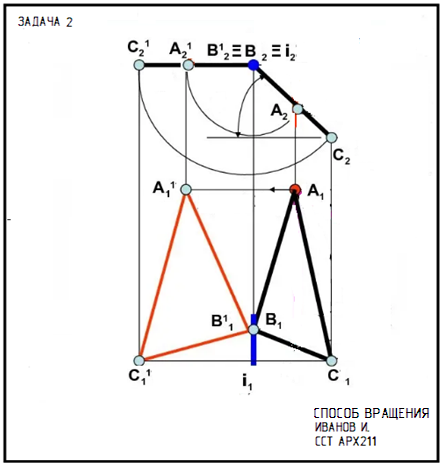 ЗАДАЧА 2
C₂¹ A₂¹ B¹₂ ≡ B₂ ≡ i₂
A₂
C₂
A₁¹ A₁
B¹₁ B₁
C₁¹ i₁ C₁
СПОСОБ ВРАЩЕНИЯ
ИВАНОВ И.
ССТ АРХ211